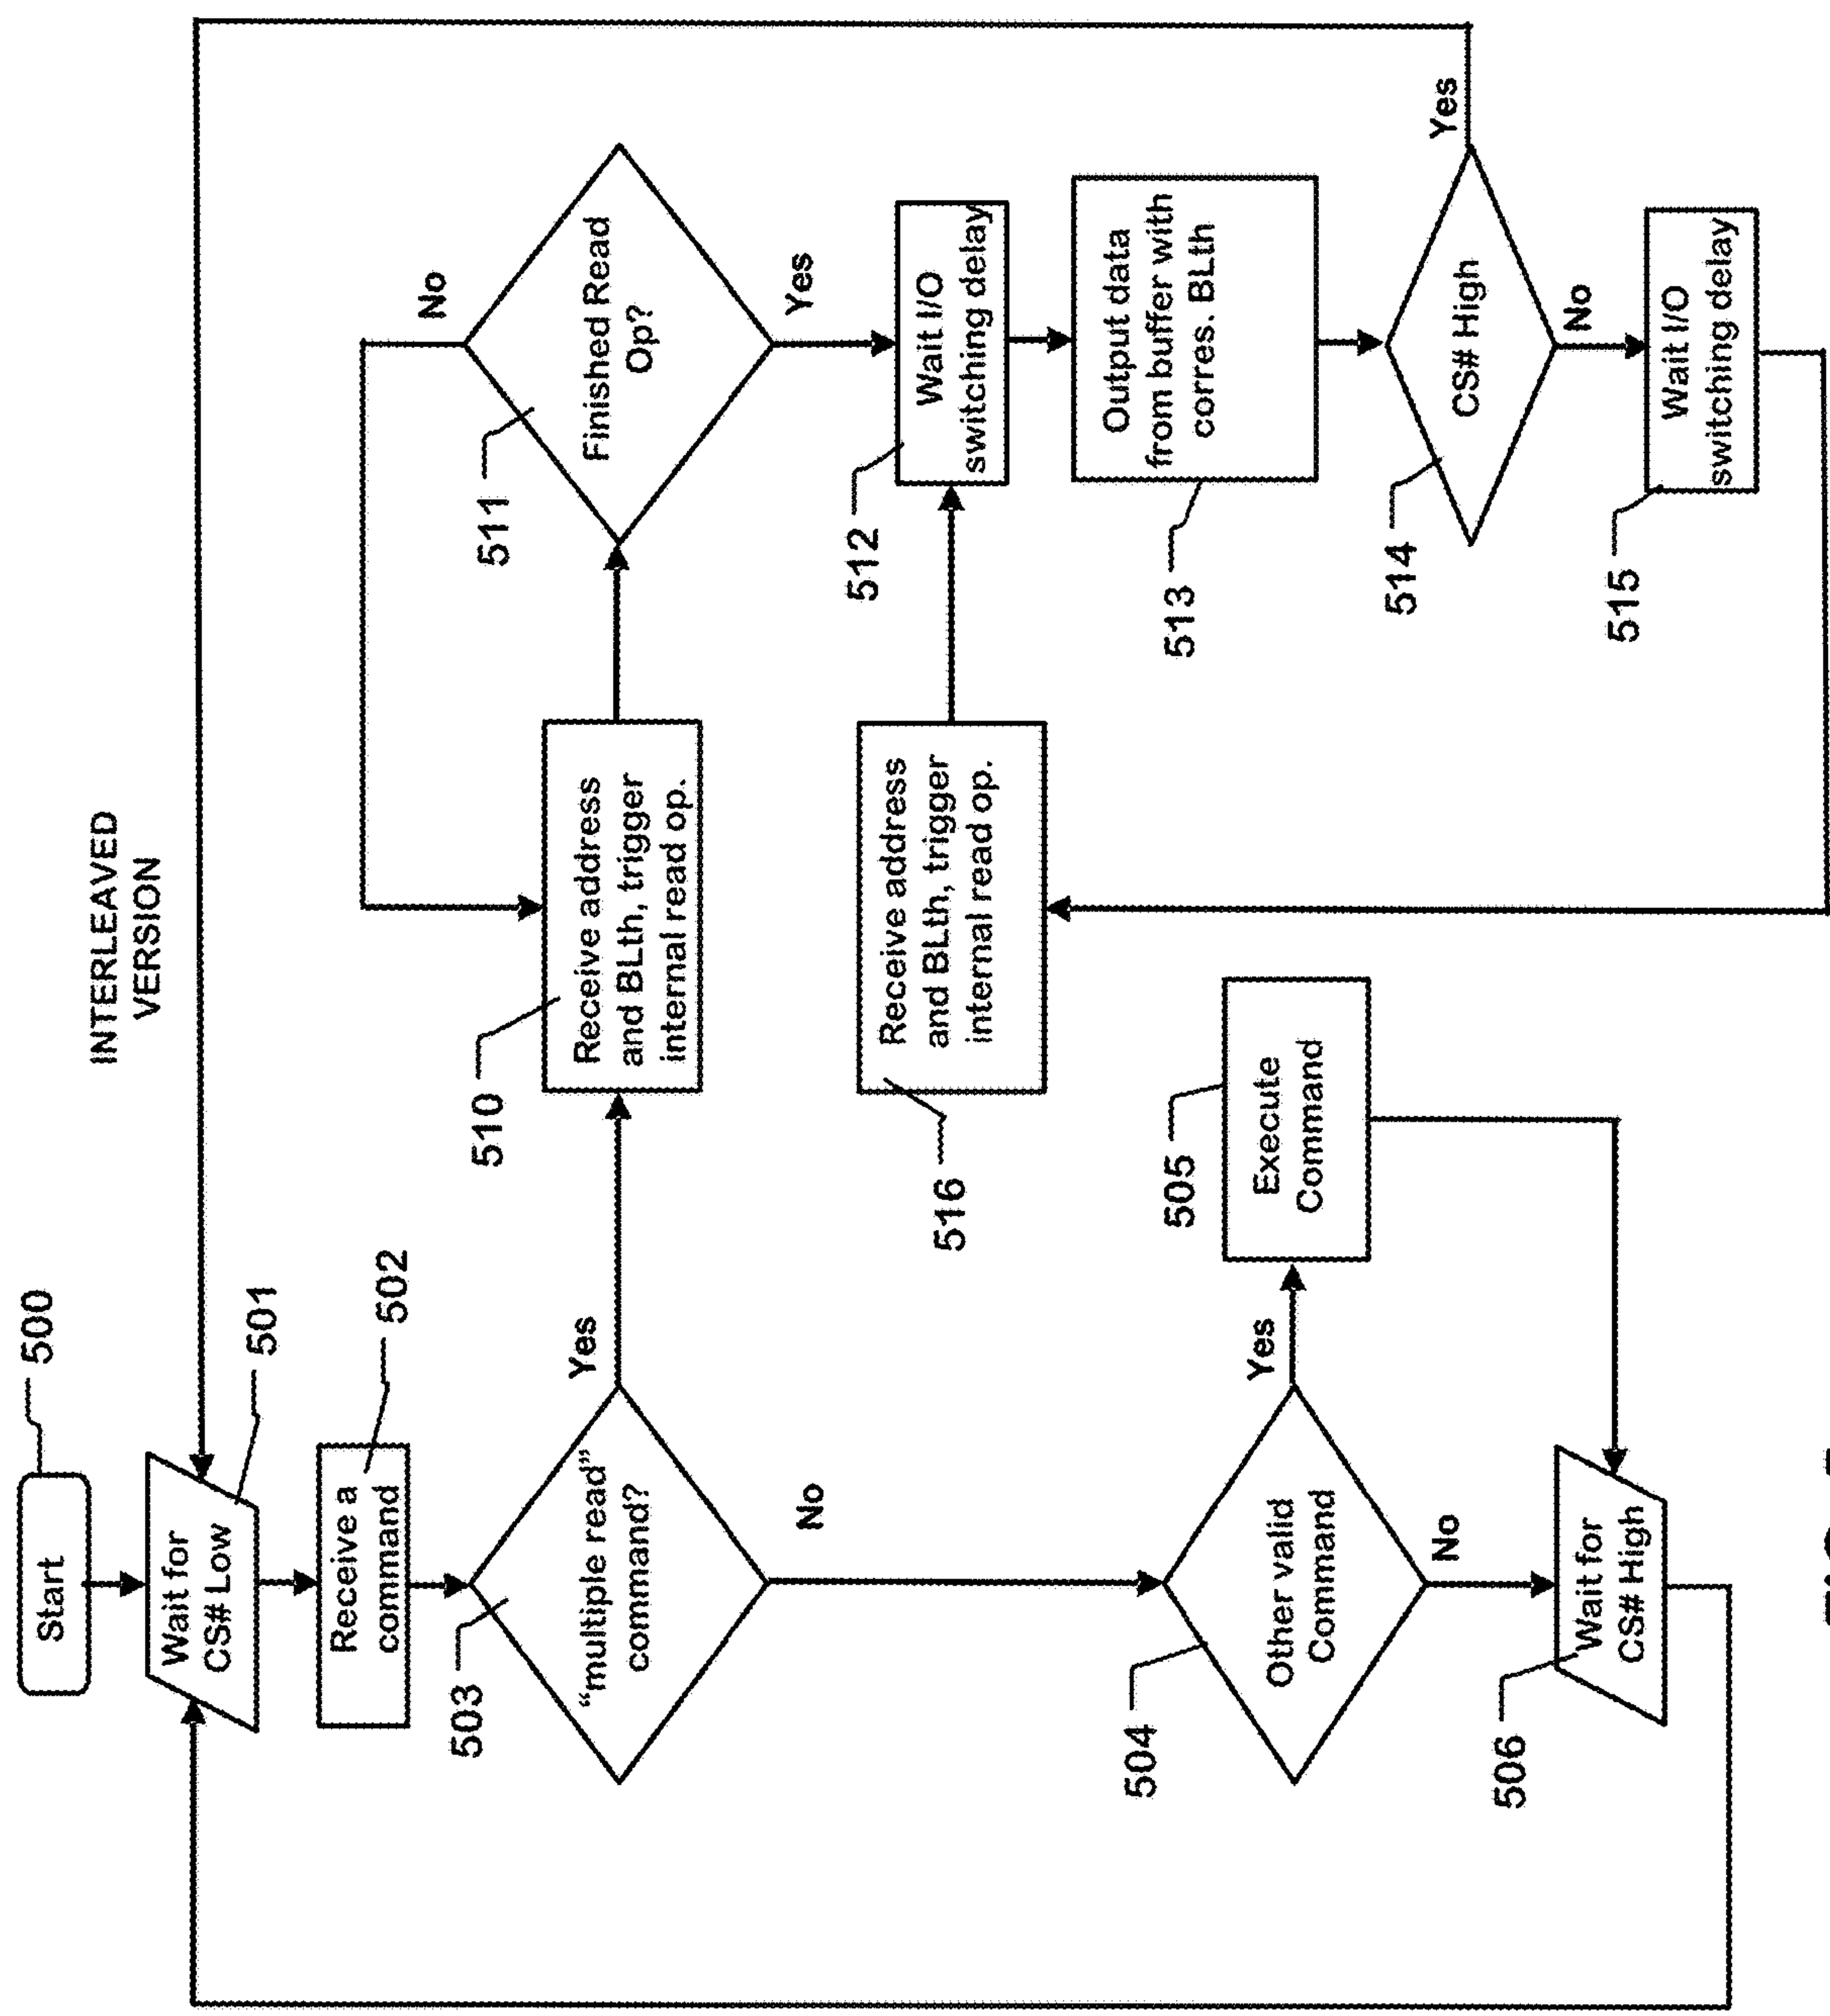 INTERLEAVED
VERSION
Start
500
Wait for
CS# Low
501
Receive a
command
502
503
"multiple read"
command?
Yes
No
504
Other valid
Command
Yes
No
505
Execute
Command
506
Wait for
CS# High
510
Receive address
and BLth, trigger
internal read op.
511
Finished Read
Op?
No
Yes
512
Wait I/O
switching delay
513
Output data
from buffer with
corres. BLth
514
CS# High
Yes
No
515
Wait I/O
switching delay
516
Receive address
and BLth, trigger
internal read op.